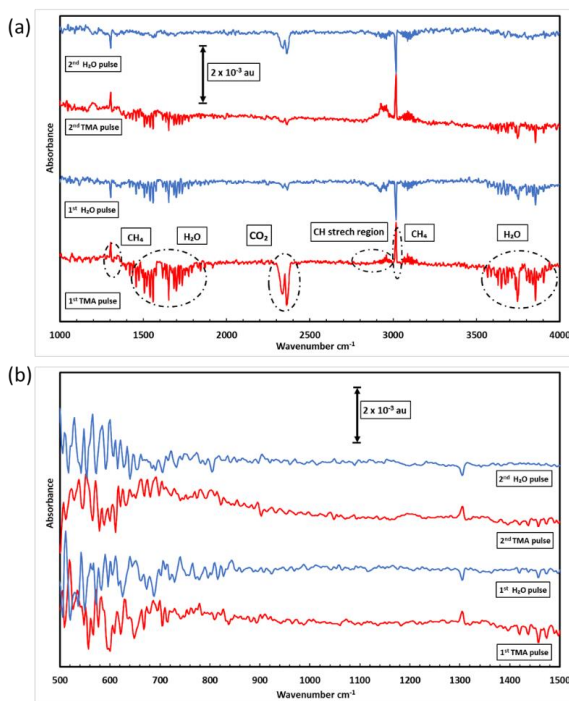 (a)
2nd H₂O pulse
2 x 10⁻³ au
2nd TMA pulse
Absorbance
1st H₂O pulse
CH₄
H₂O
CO₂
CH strech region
CH₄
H₂O
1st TMA pulse
1000 1500 2000 2500 3000 3500 4000
Wavenumber cm⁻¹
(b)
2 x 10⁻³ au
2nd H₂O pulse
Absorbance
2nd TMA pulse
1st H₂O pulse
1st TMA pulse
500 600 700 800 900 1000 1100 1200 1300 1400 1500
Wavenumber cm⁻¹